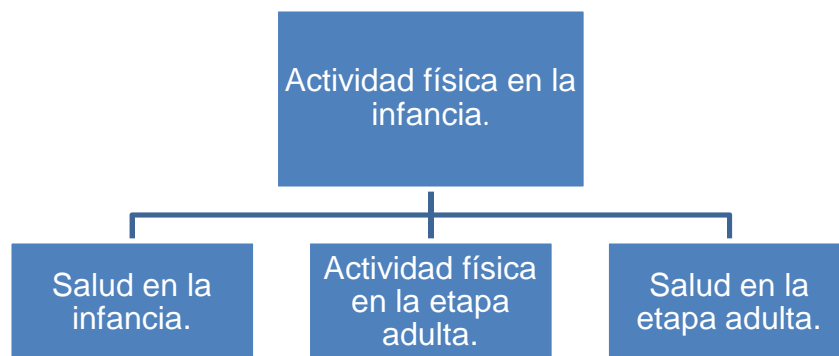 Actividad física en la
infancia.
Salud en la
infancia.
Actividad física
en la etapa
adulta.
Salud en la
etapa adulta.